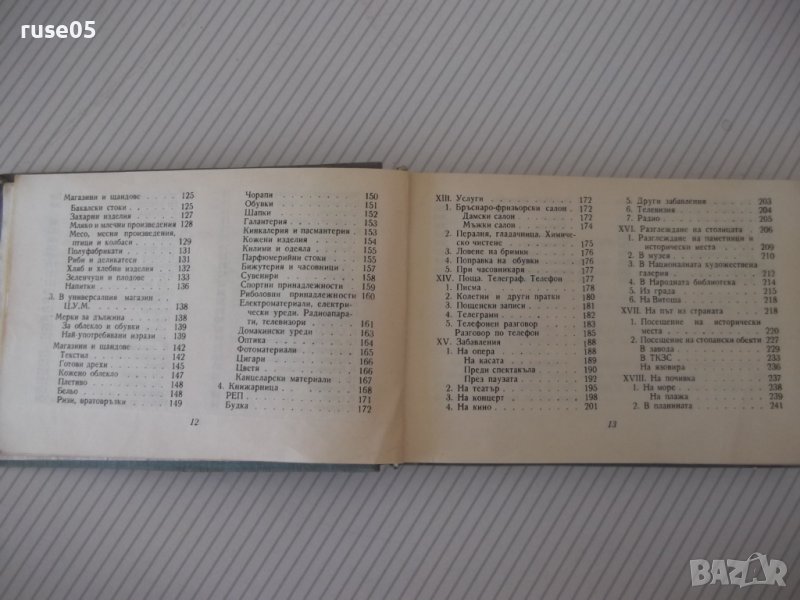 ruse05
Магазини и щандове . . . 125
Бакалски стоки . . . 125
Захарни изделия . . . 127
Мляко и млечни произведения 128
Месо, месни произведения,
птици и колбаси . . . 129
Полуфабрикати . . . 131
Риби и деликатеси . . . 131
Хляб и хлебни изделия . . . 132
Зеленчуци и плодове . . . 133
Напитки . . . 136
3. В универсалния магазин
Ц.У.М. . . . 138
Мерки за дължина . . . 138
За облекло и обувки . . . 139
Най-употребявани изрази . . . 139
Магазини и щандове . . . 142
Текстил . . . 142
Готови дрехи . . . 145
Кожено облекло . . . 147
Плетиво . . . 148
Бельо . . . 148
Ризи, вратовръзки . . . 149
12
Чорапи . . . 150
Обувки . . . 151
Шапки . . . 152
Галантерия . . . 153
Кинкалерия и пасмантерия . . . 153
Кожени изделия . . . 154
Килими и одеяла . . . 155
Парфюмерийни стоки . . . 155
Бижутерия и часовници . . . 157
Сувенири . . . 158
Спортни принадлежности . . . 159
Риболовни принадлежности 160
Електроматериали, електри-
чески уреди. Радиоапара-
ти, телевизори . . . 161
Домакински уреди . . . 163
Оптика . . . 164
Фотоматериали . . . 165
Цигари . . . 166
Цветя . . . 166
Канцеларски материали . . . 167
4. Книжарница . . . 168
РЕП . . . 171
Будка . . . 172
XIII. Услуги . . . 172
1. Бръснаро-фризьорски салон . . . 172
Дамски салон . . . 172
Мъжки салон . . . 174
2. Пералня, гладачница. Химичес-
ко чистене . . . 175
3. Ловене на бримки . . . 176
4. Поправка на обувки . . . 176
5. При часовникаря . . . 177
XIV. Поща. Телеграф. Телефон
1. Писма . . . 178
2. Колетни и други пратки . . . 180
3. Пощенски записи . . . 181
4. Телеграми . . . 181
5. Телефонен разговор . . . 183
Разговор по телефон . . . 185
XV. Забавления . . . 188
1. На опера . . . 188
На касата . . . 189
Преди спектакъла . . . 190
През паузата . . . 192
2. На театър . . . 195
3. На концерт . . . 198
4. На кино . . . 201
13
5. Други забавления . . . 203
6. Телевизия . . . 204
7. Радио . . . 205
XVI. Разглеждане на столицата . . . 206
1. Разглеждане на паметници и
исторически места . . . 209
2. В музея . . . 210
3. В Националната художествена
галерия . . . 212
4. В Народната библиотека . . . 214
5. Из града . . . 215
6. На Витоша . . . 218
XVII. На път из страната . . . 218
1. Посещение на исторически
места . . . 220
2. Посещение на стопански обекти 227
В завода . . . 229
В ТКЗС . . . 233
На язовира . . . 236
XVIII. На почивка . . . 237
1. На море . . . 238
На плажа . . . 239
2. В планината . . . 241
BAZAR